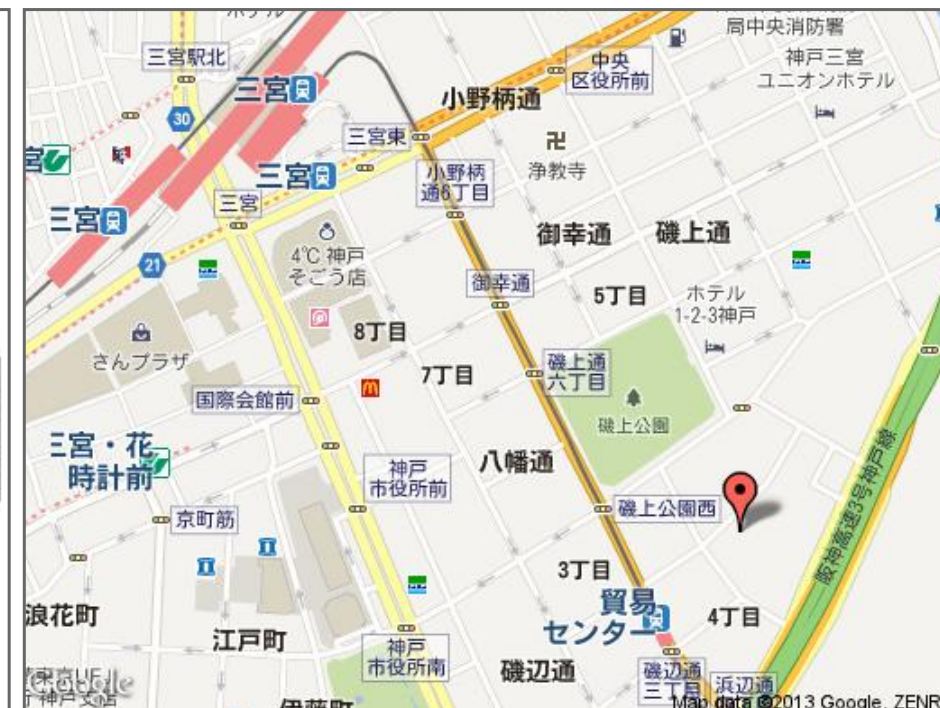 局中央消防署
三宮駅北
中央
区役所前
神戸三宮
ユニオンホテル
三宮
小野柄通
30
三宮東
宮
浄教寺
三宮
小野柄
通6丁目
三宮
三宮
御幸通
磯上通
4℃ 神戸
そごう店
21
御幸通
5丁目
ホテル
1-2-3神戸
8丁目
さんプラザ
磯上通
六丁目
7丁目
国際会館前
磯上公園
三宮・花
時計前
八幡通
神戸
市役所前
阪神高速3号神戸線
京町筋
磯上公園西
3丁目
貿易
センター
4丁目
浪花町
江戸町
神戸
市役所南
磯辺通
磯辺通
三丁目
浜辺通
Google
伊藤町
Map data ©2013 Google, ZENR